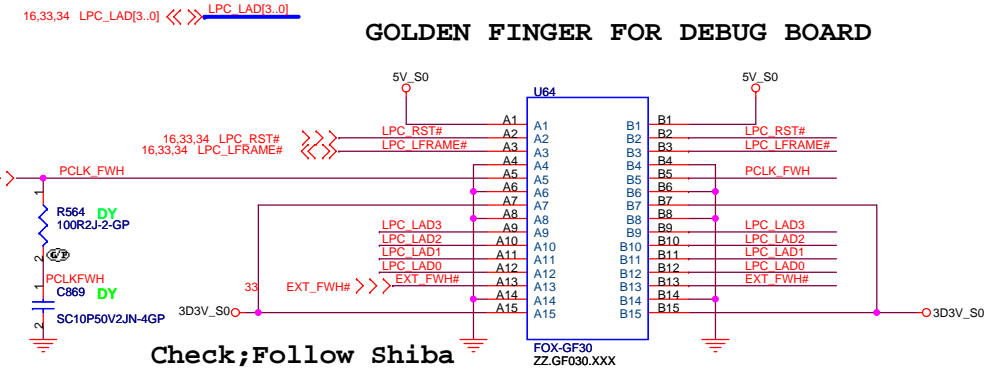 16,33,34 LPC_LAD[3..0] LPC_LAD[3..0]
GOLDEN FINGER FOR DEBUG BOARD
5V_S0 5V_S0
U64
A1 A1 B1 B1
16,33,34 LPC_RST# LPC_RST# A2 A2 B2 B2 LPC_RST#
16,33,34 LPC_LFRAME# LPC_LFRAME# A3 A3 B3 B3 LPC_LFRAME#
A4 A4 B4 B4
PCLK_FWH A5 A5 B5 B5 PCLK_FWH
A6 A6 B6 B6
A7 A7 B7 B7
A8 A8 B8 B8
LPC_LAD3 A9 A9 B9 B9 LPC_LAD3
LPC_LAD2 A10 A10 B10 B10 LPC_LAD2
LPC_LAD1 A11 A11 B11 B11 LPC_LAD1
LPC_LAD0 A12 A12 B12 B12 LPC_LAD0
33 EXT_FWH# EXT_FWH# A13 A13 B13 B13 EXT_FWH#
A14 A14 B14 B14
3D3V_S0 A15 A15 B15 B15 3D3V_S0
FOX-GF30
ZZ.GF030.XXX
1
R564 DY
100R2J-2-GP
2
PCLKFWH
1
C869 DY
SC10P50V2JN-4GP
2
Check;Follow Shiba